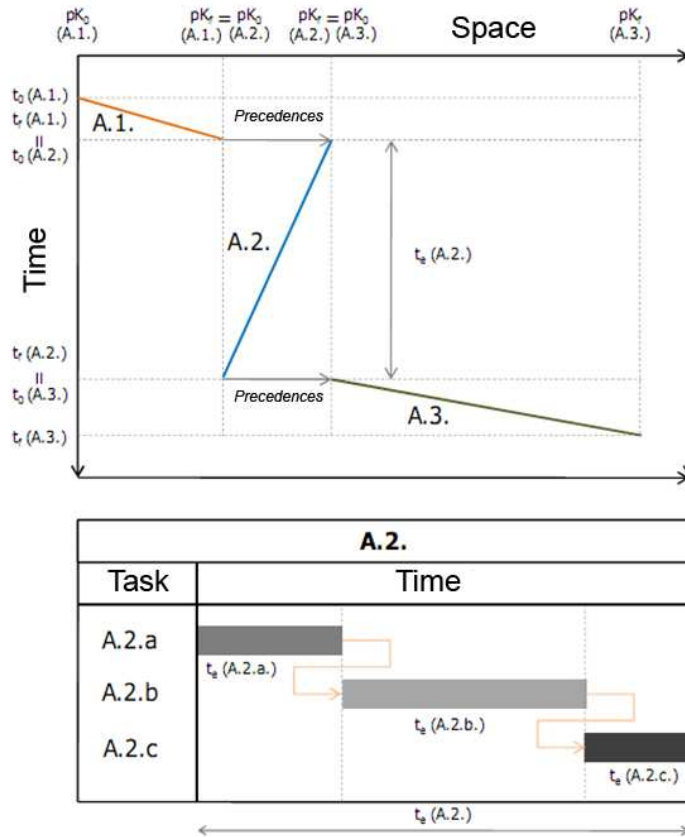 pK₀ pKf = pK₀ pKf = pK₀ Space pKf
(A.1.) (A.1.) (A.2.) (A.2.) (A.3.) (A.3.)
t₀ (A.1.)
tf (A.1.)
A.1.
Precedences
=
t₀ (A.2.)
A.2.
Time
te (A.2.)
tf (A.2.)
=
t₀ (A.3.)
Precedences
A.3.
tf (A.3.)
A.2.
Task Time
A.2.a
te (A.2.a.)
A.2.b
te (A.2.b.)
A.2.c
te (A.2.c.)
te (A.2.)